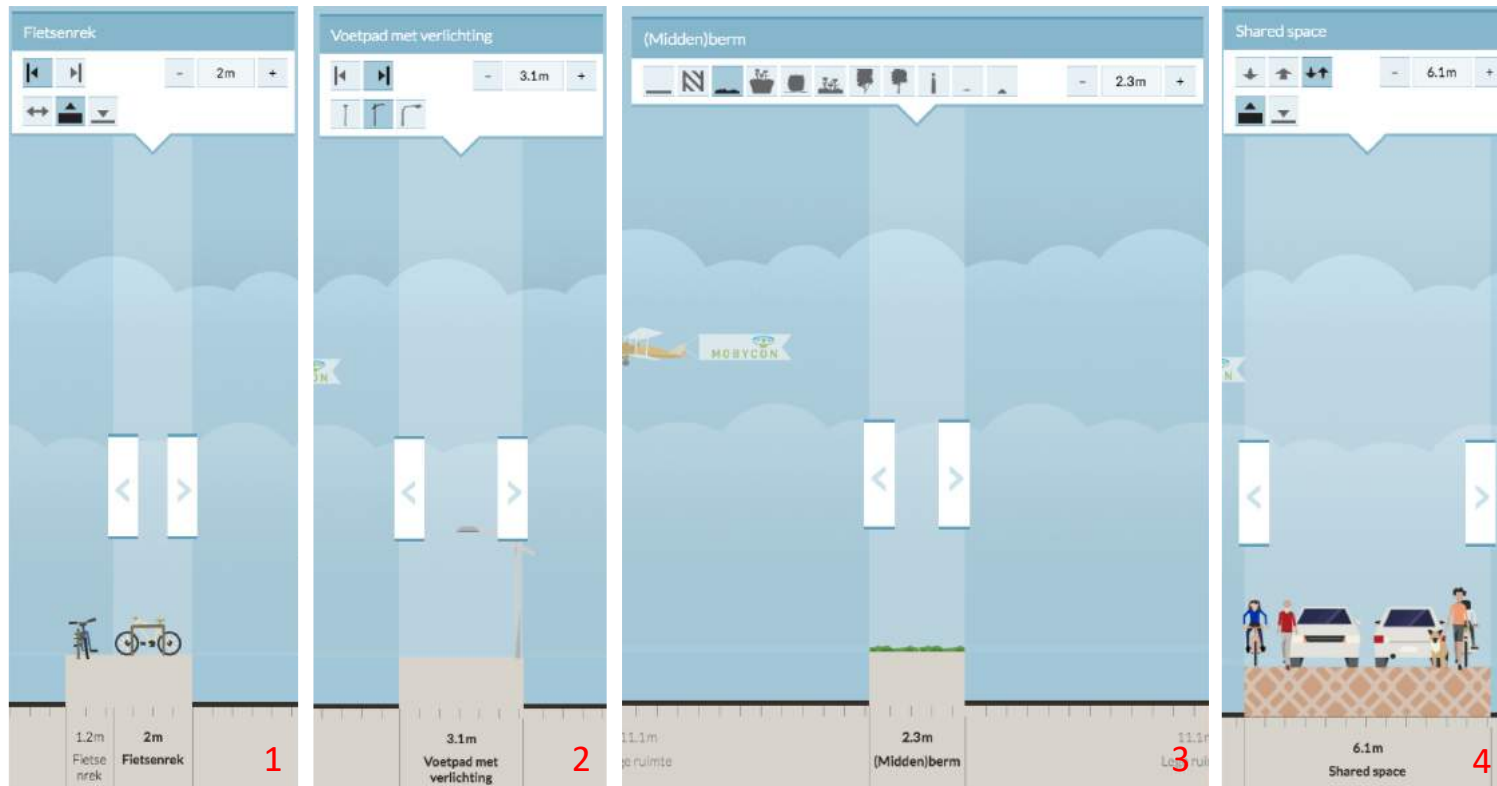 Fietsenrek
- 2m +
1.2m
Fietse
nrek
2m
Fietsenrek
1
Voetpad met verlichting
- 3.1m +
3.1m
Voetpad met
verlichting
2
(Midden)berm
- 2.3m +
MOBYCON
11.1m
ruimte
2.3m
(Midden)berm
3
Shared space
- 6.1m +
6.1m
Shared space
4